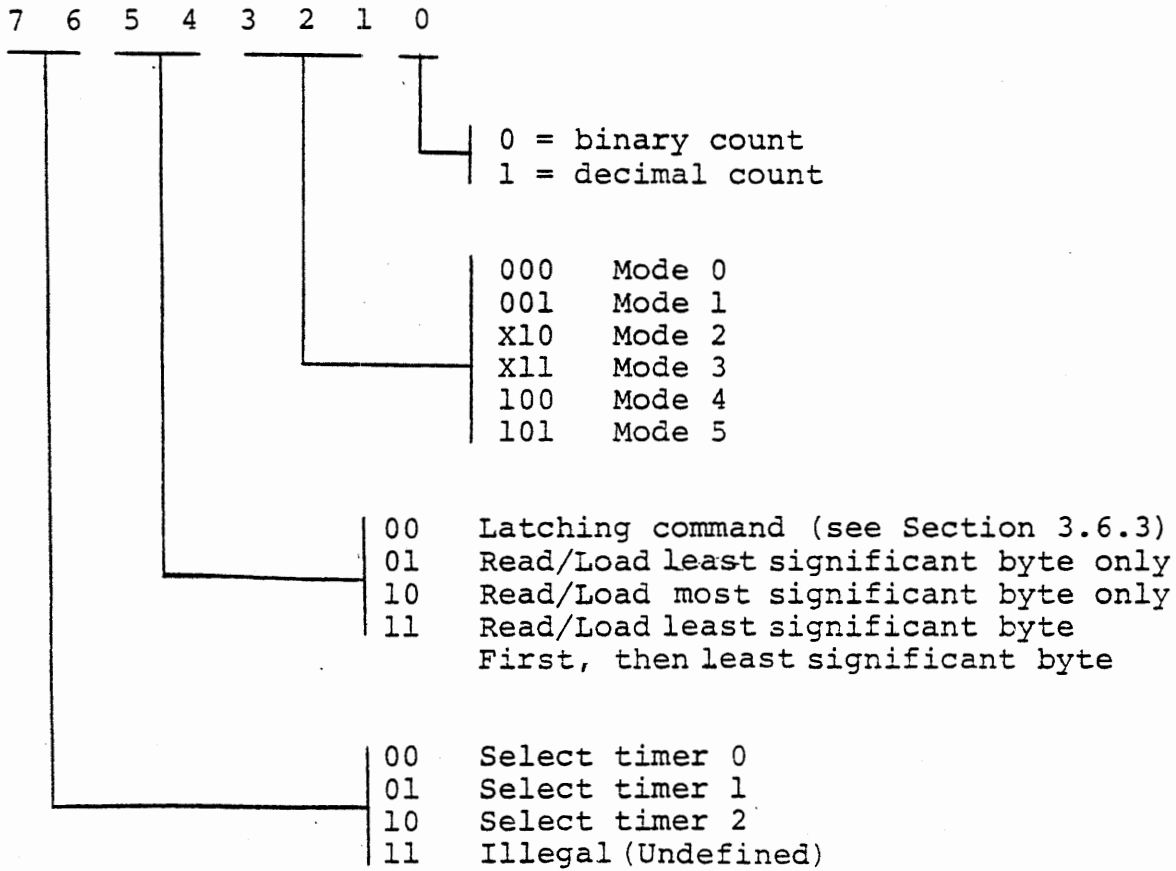 7 6 5 4 3 2 1 0
0 = binary count
1 = decimal count
000 Mode 0
001 Mode 1
X10 Mode 2
X11 Mode 3
100 Mode 4
101 Mode 5
00 Latching command (see Section 3.6.3)
01 Read/Load least significant byte only
10 Read/Load most significant byte only
11 Read/Load least significant byte
First, then least significant byte
00 Select timer 0
01 Select timer 1
10 Select timer 2
11 Illegal (Undefined)